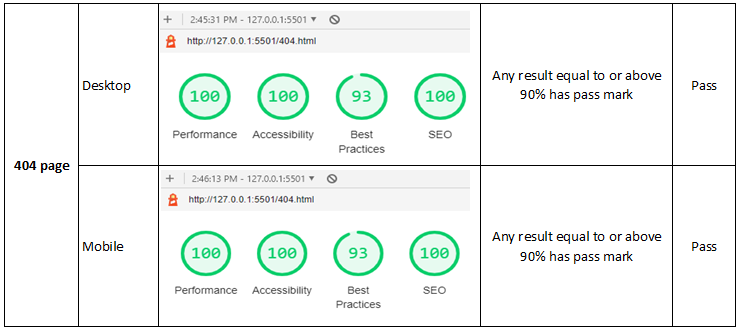 404 page
Desktop
+ 2:45:31 PM - 127.0.0.1:5501 ▼
http://127.0.0.1:5501/404.html
100 100 93 100
Performance Accessibility Best Practices SEO
Any result equal to or above
90% has pass mark
Pass
Mobile
+ 2:46:13 PM - 127.0.0.1:5501 ▼
http://127.0.0.1:5501/404.html
100 100 93 100
Performance Accessibility Best Practices SEO
Any result equal to or above
90% has pass mark
Pass